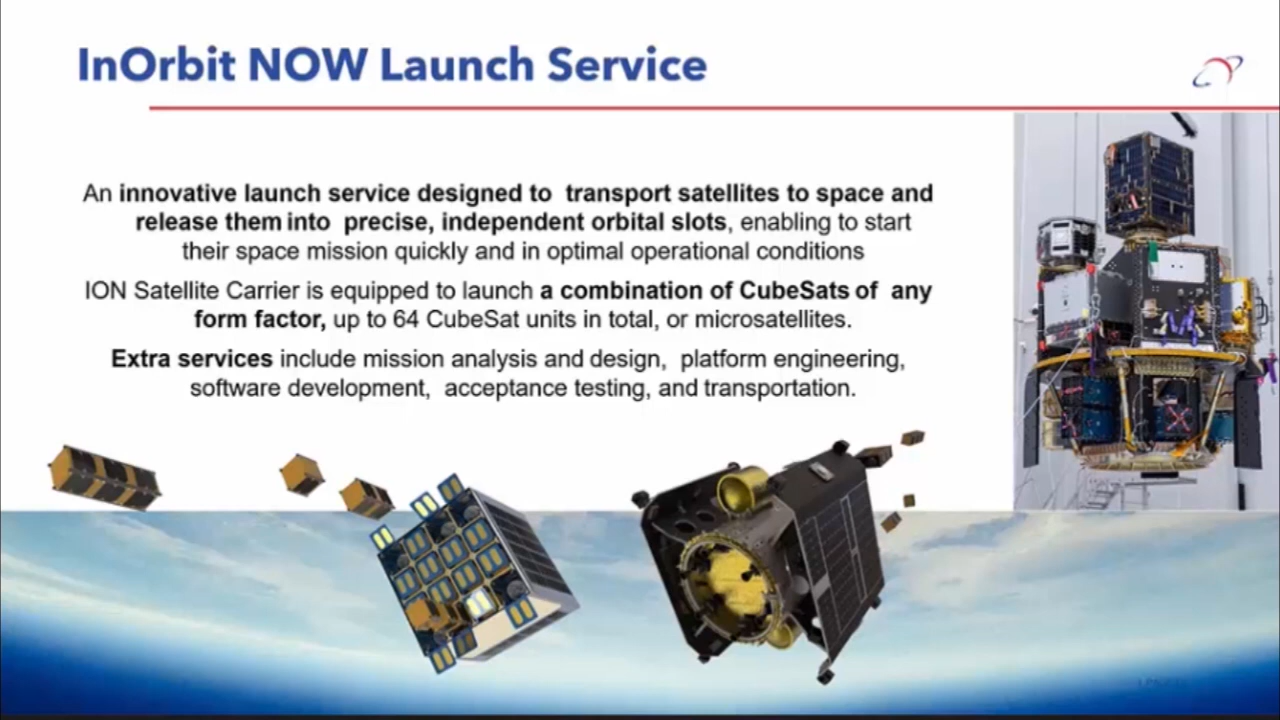 InOrbit NOW Launch Service
An innovative launch service designed to transport satellites to space and
release them into precise, independent orbital slots, enabling to start
their space mission quickly and in optimal operational conditions
ION Satellite Carrier is equipped to launch a combination of CubeSats of any
form factor, up to 64 CubeSat units in total, or microsatellites.
Extra services include mission analysis and design, platform engineering,
software development, acceptance testing, and transportation.